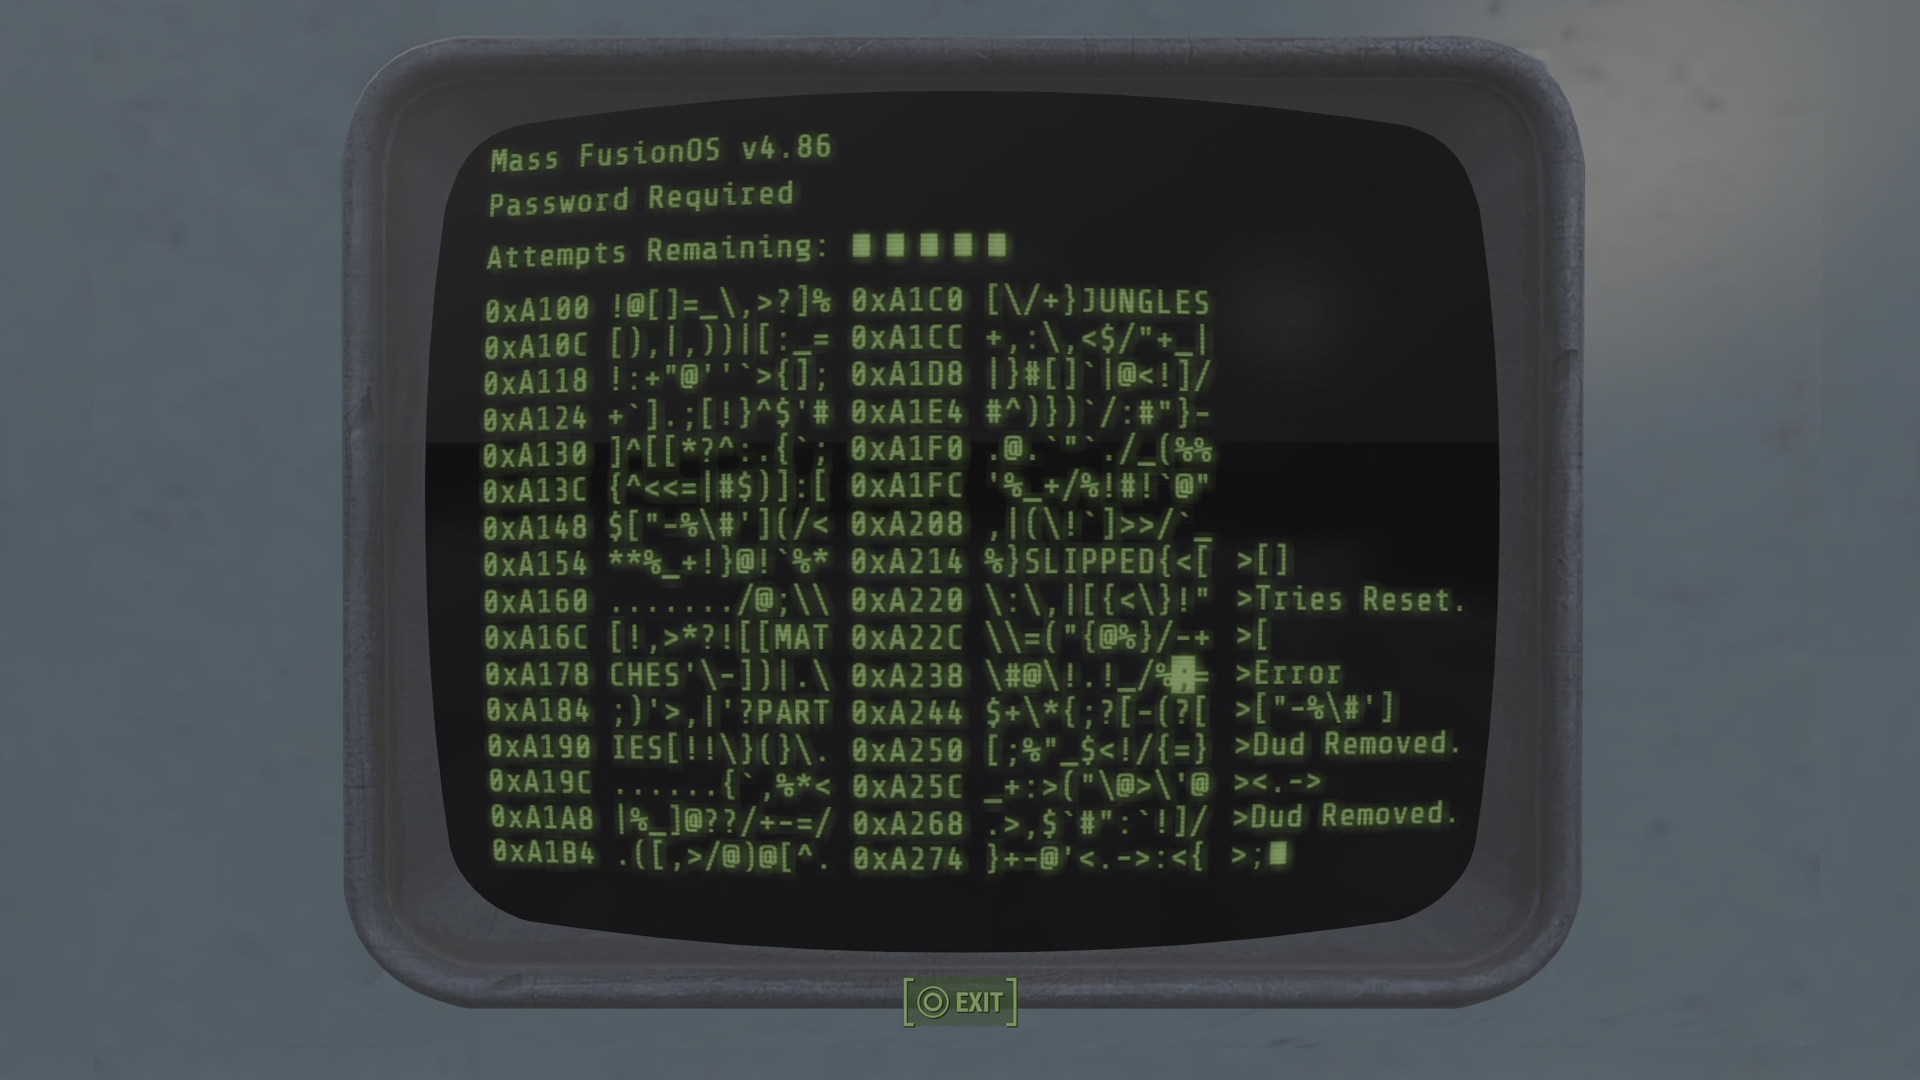 Mass FusionOS v4.86
Password Required
Attempts Remaining: ■ ■ ■ ■ ■
0xA100 !@[]=_\,>?]% 0xA1C0 [\/+}JUNGLES
0xA10C [),|,))|[:_= 0xA1CC +,:\,<$/"+_|
0xA118 !:+"@''`>{]; 0xA1D8 |}#[]`|@<!]/
0xA124 +`].;[!}^$'# 0xA1E4 #^)})`/:#"}-
0xA130 ]^[[*?^:.{`; 0xA1F0 .@.`"`./_(%%
0xA13C {^<<=|#$)]:[ 0xA1FC '%_+/%!#!`@"
0xA148 $["-%\#'](/< 0xA208 ,|(\!`]>>/`_
0xA154 **%_+!}@!`%* 0xA214 %}SLIPPED{<[ >[]
0xA160 ......./@;\\ 0xA220 \:\,|[{<\}!" >Tries Reset.
0xA16C [!,>*?![[MAT 0xA22C \\=("{@%}/-+ >[
0xA178 CHES'\-])|.\ 0xA238 \#@\!.!_/%;= >Error
0xA184 ;)'>,|'?PART 0xA244 $+\*{;?[-(?[ >["-%\#']
0xA190 IES[!!\}(}\. 0xA250 [;%"_$<!/{=} >Dud Removed.
0xA19C ......{`,%*< 0xA25C _+:>("\@>\'@ ><.->
0xA1A8 |%_]@??/+-=/ 0xA268 .>,$`#":`!]/ >Dud Removed.
0xA1B4 .([,>/@)@[^. 0xA274 }+-@'<.->:<{ >;■
[◎ EXIT]